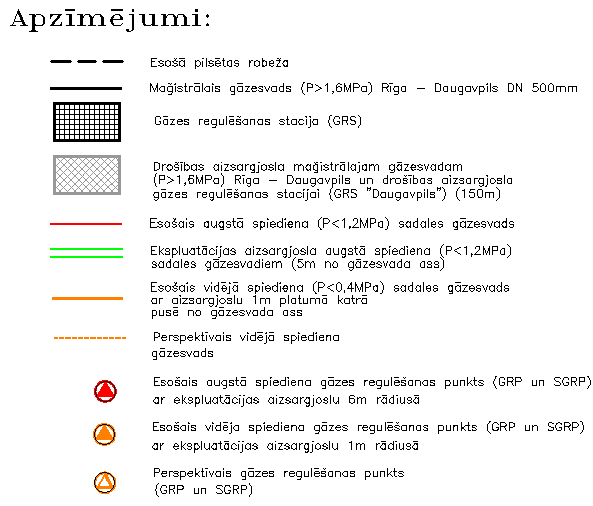 Apzīmējumi:
Esošā pilsētas robeža
Maģistrālais gāzesvads (P>1,6MPa) Rīga – Daugavpils DN 500mm
Gāzes regulēšanas stacija (GRS)
Drošības aizsargjosla maģistrālajam gāzesvadam
(P>1,6MPa) Rīga – Daugavpils un drošības aizsargjosla
gāzes regulēšanas stacijai (GRS "Daugavpils") (150m)
Esošais augstā spiediena (P<1,2MPa) sadales gāzesvads
Ekspluatācijas aizsargjosla augstā spiediena (P<1,2MPa)
sadales gāzesvadiem (5m no gāzesvada ass)
Esošais vidējā spiediena (P<0,4MPa) sadales gāzesvads
ar aizsargjoslu 1m platumā katrā
pusē no gāzesvada ass
Perspektīvais vidējā spiediena
gāzesvads
Esošais augstā spiediena gāzes regulēšanas punkts (GRP un SGRP)
ar ekspluatācijas aizsargjoslu 6m rādiusā
Esošais vidēja spiediena gāzes regulēšanas punkts (GRP un SGRP)
ar ekspluatācijas aizsargjoslu 1m rādiusā
Perspektīvais gāzes regulēšanas punkts
(GRP un SGRP)